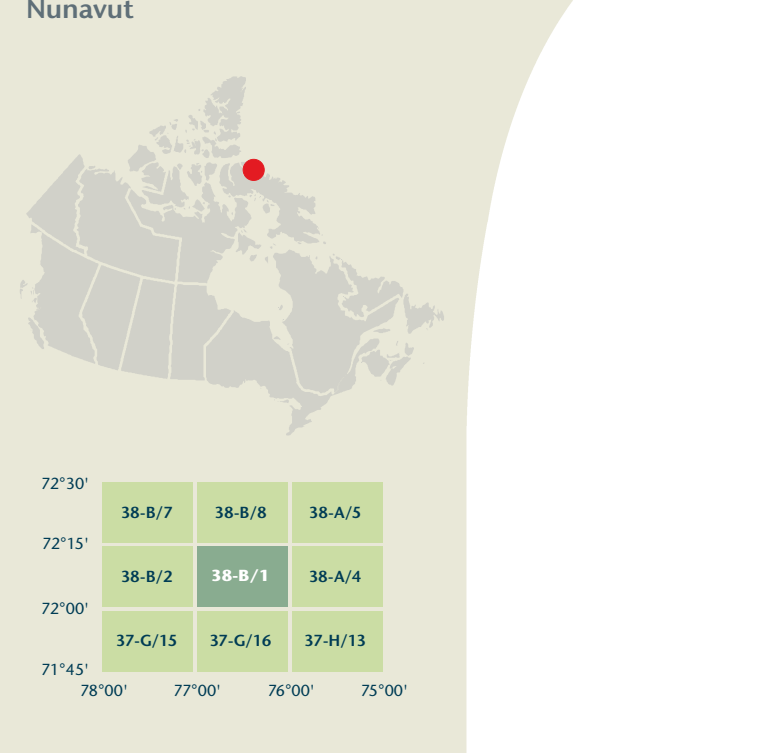 Nunavut
72°30'
38-B/7 38-B/8 38-A/5
72°15'
38-B/2 38-B/1 38-A/4
72°00'
37-G/15 37-G/16 37-H/13
71°45'
78°00' 77°00' 76°00' 75°00'